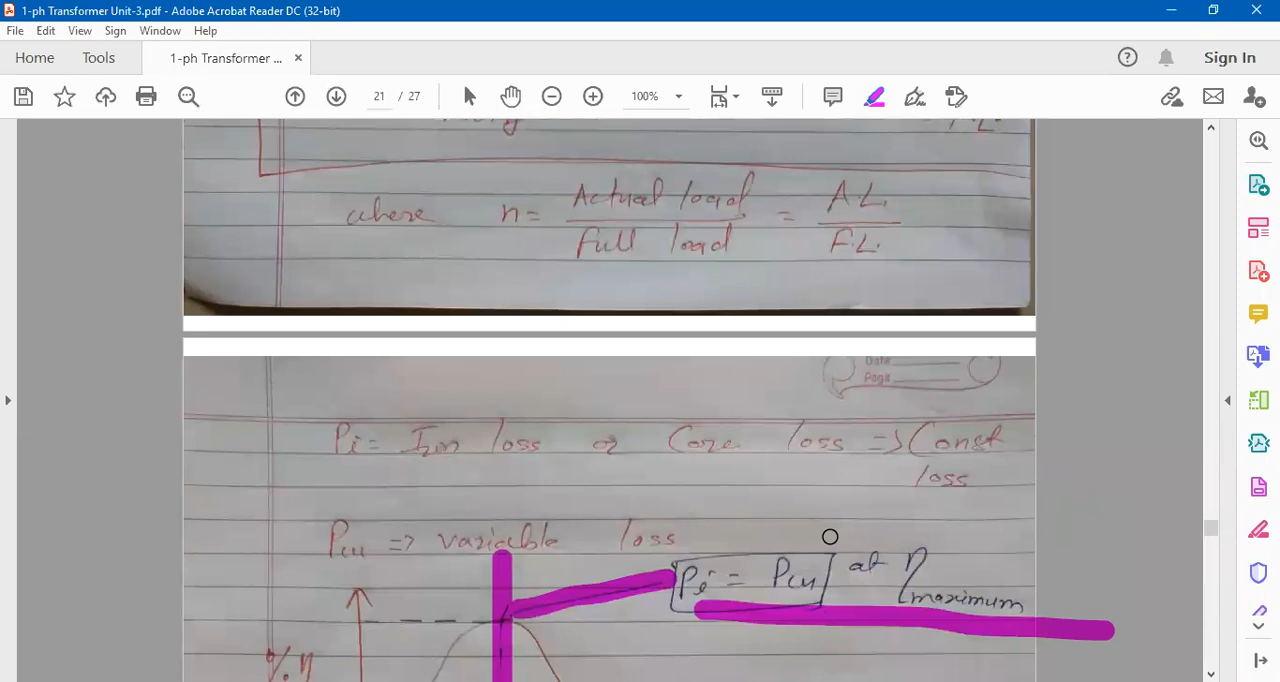 1-ph Transformer Unit-3.pdf - Adobe Acrobat Reader DC (32-bit)
File Edit View Sign Window Help
Home Tools 1-ph Transformer ... × Sign In
21 / 27 100%
where n = Actual load / Full load = A.L. / F.L.
Date
Page
Pi = Iron loss or Core loss => Const
loss
Pcu => variable loss
Pi = Pcu at η maximum
% η